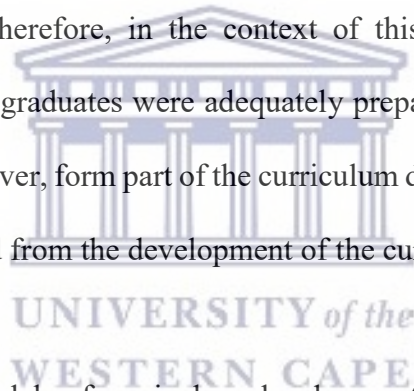 herefore, in the context of this
graduates were adequately prepa
ver, form part of the curriculum d
from the development of the cur
UNIVERSITY of the
WESTERN CAPE